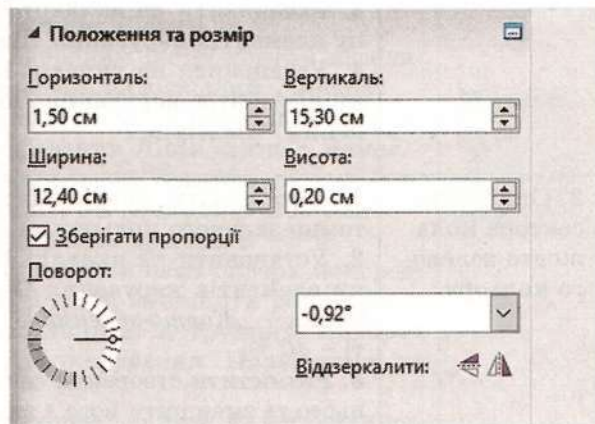 Положення та розмір
Горизонталь: Вертикаль:
1,50 см 15,30 см
Ширина: Висота:
12,40 см 0,20 см
Зберігати пропорції
Поворот:
-0,92°
Віддзеркалити: